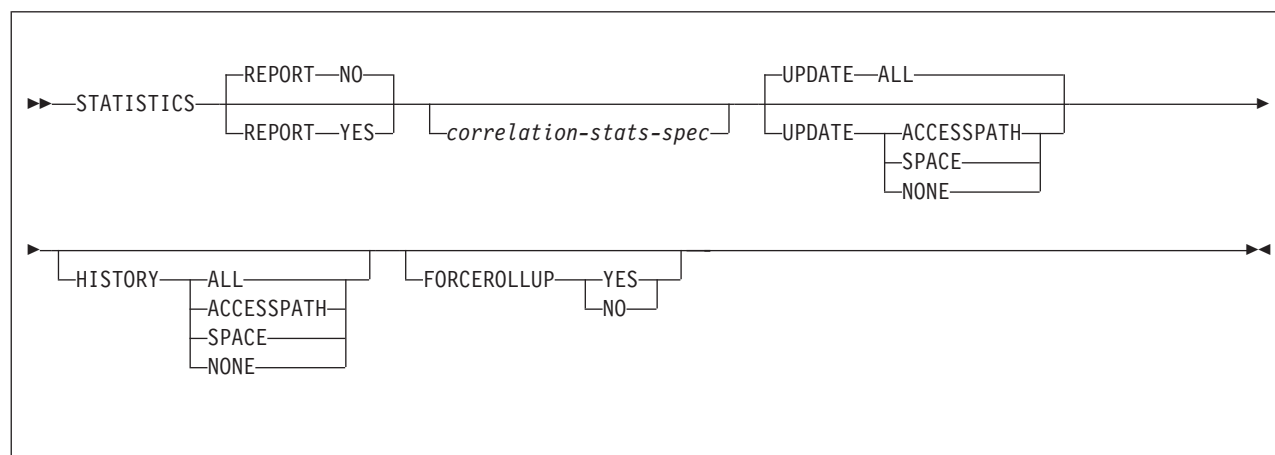 REPORT NO UPDATE ALL
STATISTICS
REPORT YES correlation-stats-spec UPDATE ACCESSPATH
SPACE
NONE
HISTORY ALL FORCEROLLUP YES
ACCESSPATH NO
SPACE
NONE